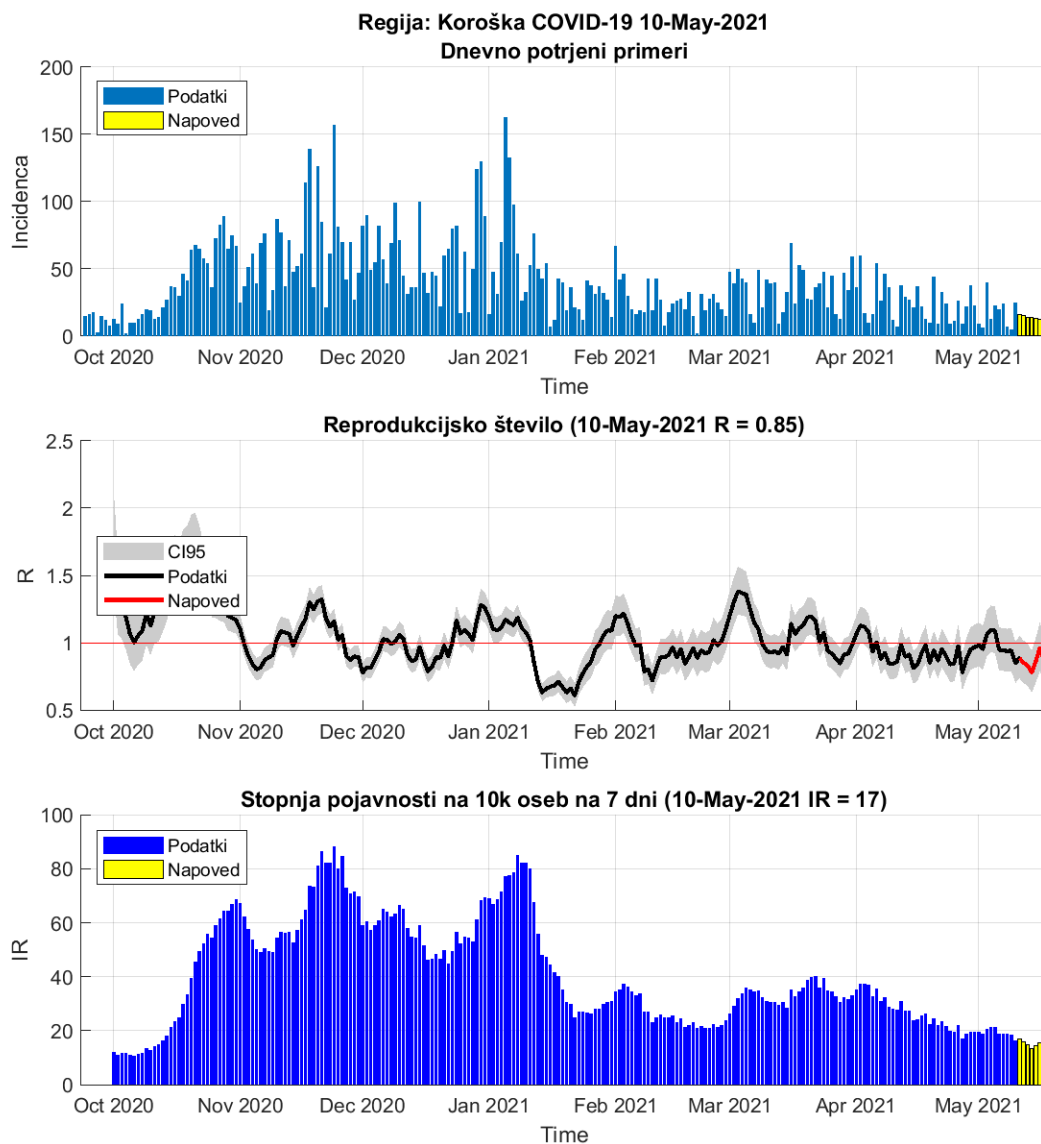 Regija: Koroška COVID-19 10-May-2021
Dnevno potrjeni primeri
200
150
100
50
0
Incidenca
Podatki
Napoved
Oct 2020 Nov 2020 Dec 2020 Jan 2021 Feb 2021 Mar 2021 Apr 2021 May 2021
Time
Reprodukcijsko število (10-May-2021 R = 0.85)
2.5
2
1.5
1
0.5
R
CI95
Podatki
Napoved
Oct 2020 Nov 2020 Dec 2020 Jan 2021 Feb 2021 Mar 2021 Apr 2021 May 2021
Time
Stopnja pojavnosti na 10k oseb na 7 dni (10-May-2021 IR = 17)
100
80
60
40
20
0
IR
Podatki
Napoved
Oct 2020 Nov 2020 Dec 2020 Jan 2021 Feb 2021 Mar 2021 Apr 2021 May 2021
Time